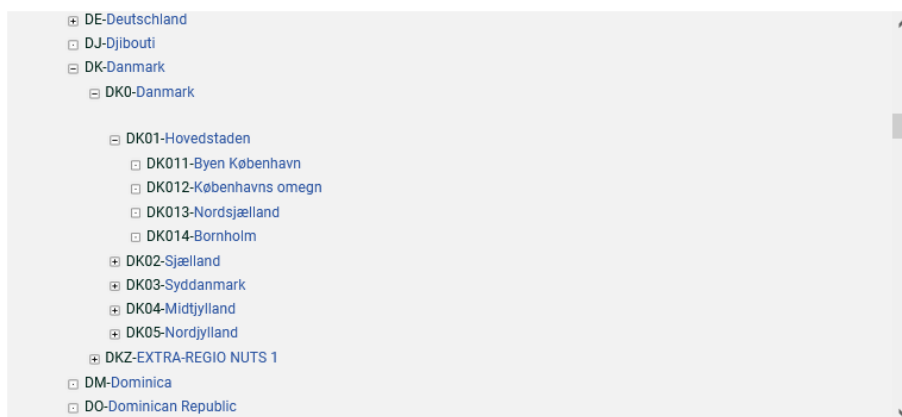 DE-Deutschland
DJ-Djibouti
DK-Danmark
DK0-Danmark
DK01-Hovedstaden
DK011-Byen København
DK012-Københavns omegn
DK013-Nordsjælland
DK014-Bornholm
DK02-Sjælland
DK03-Syddanmark
DK04-Midtjylland
DK05-Nordjylland
DKZ-EXTRA-REGIO NUTS 1
DM-Dominica
DO-Dominican Republic